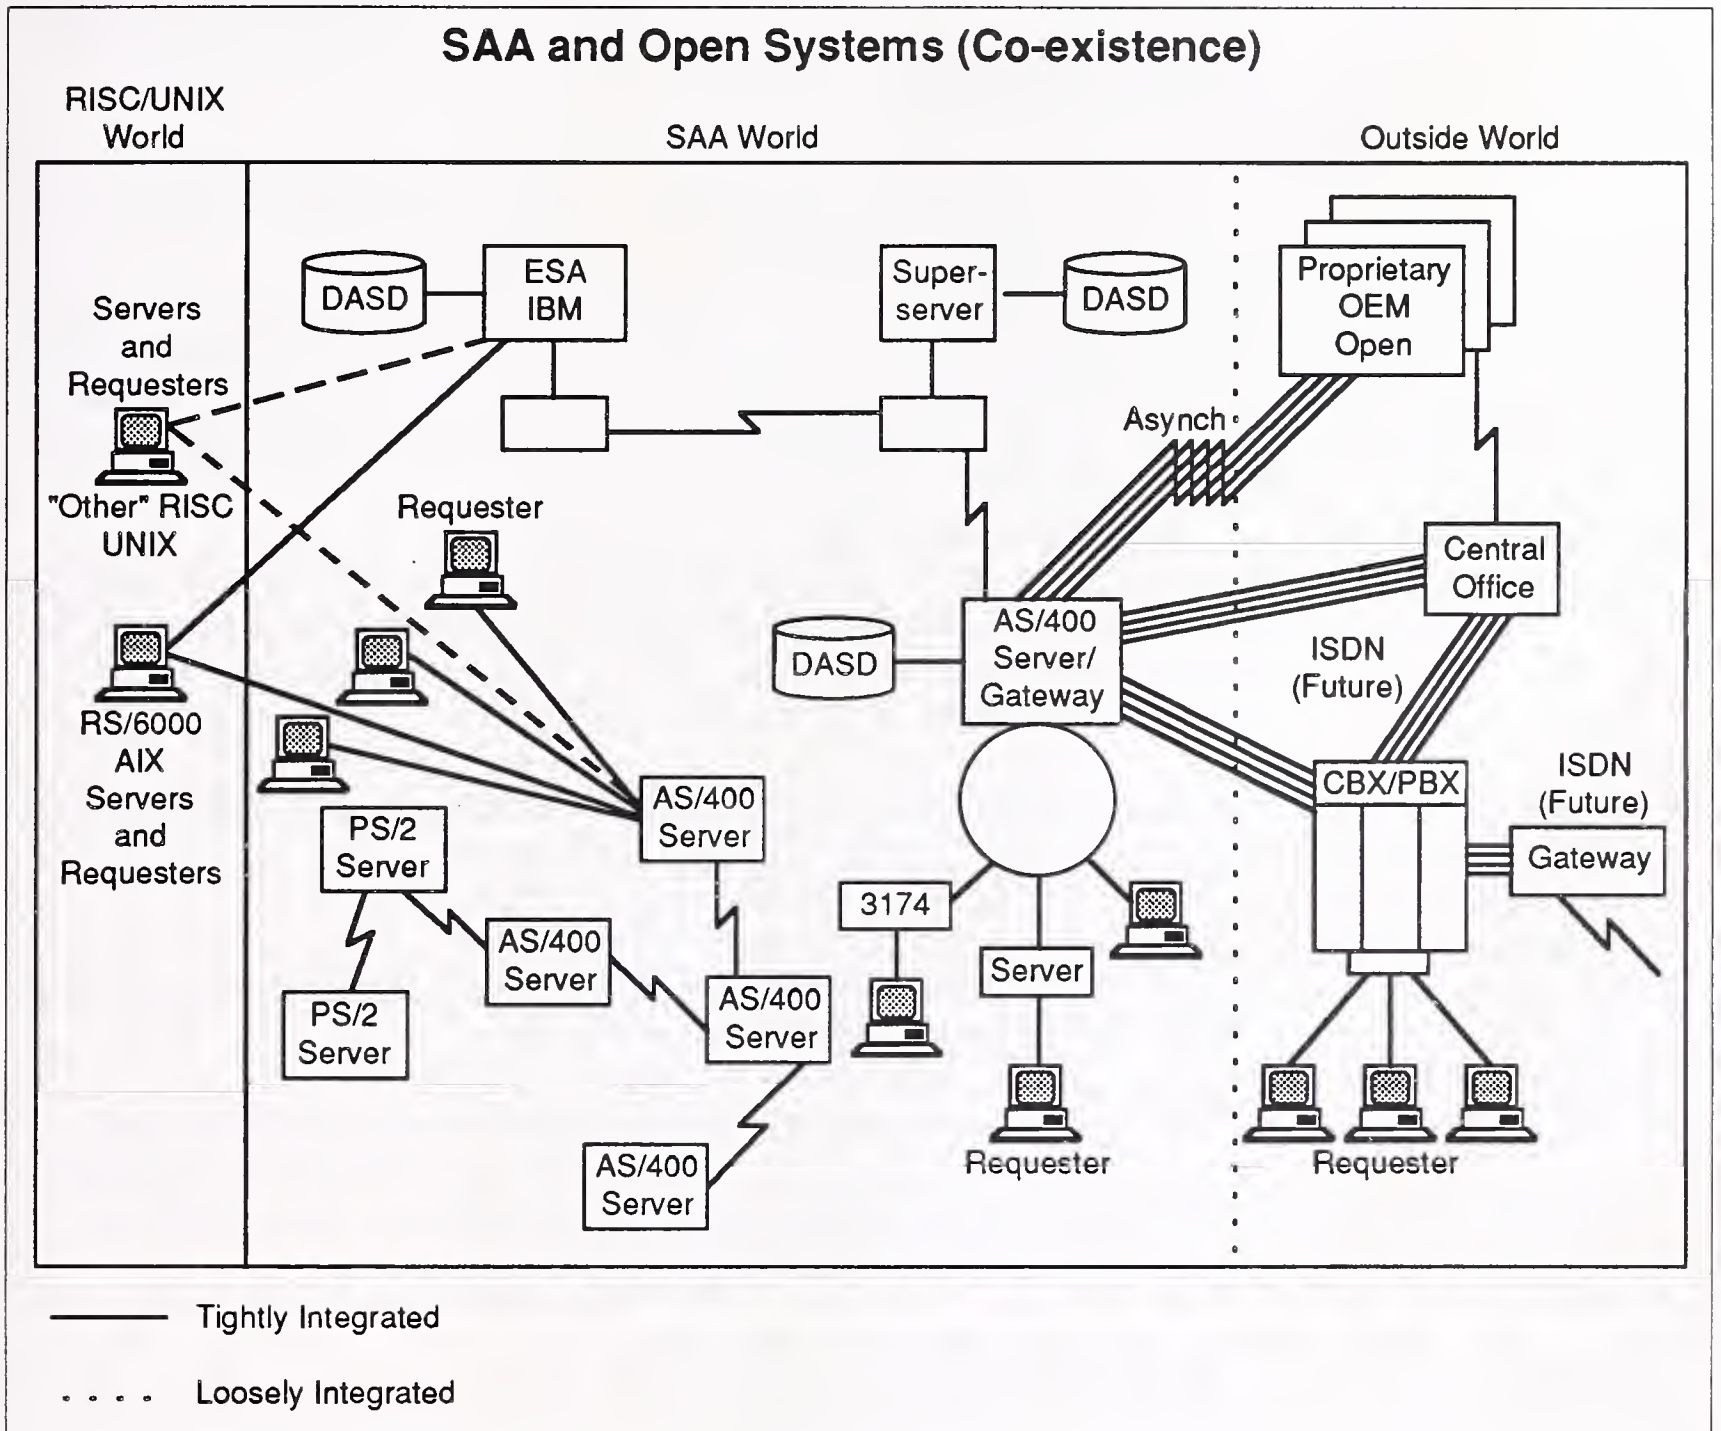 SAA and Open Systems (Co-existence)
RISC/UNIX
World
SAA World
Outside World
Servers
and
Requesters
"Other" RISC
UNIX
RS/6000
AIX
Servers
and
Requesters
DASD
ESA
IBM
Super-
server
DASD
Requester
DASD
AS/400
Server/
Gateway
AS/400
Server
PS/2
Server
AS/400
Server
PS/2
Server
AS/400
Server
AS/400
Server
3174
Server
Requester
Proprietary
OEM
Open
Asynch
Central
Office
ISDN
(Future)
CBX/PBX
ISDN
(Future)
Gateway
Requester
Tightly Integrated
Loosely Integrated